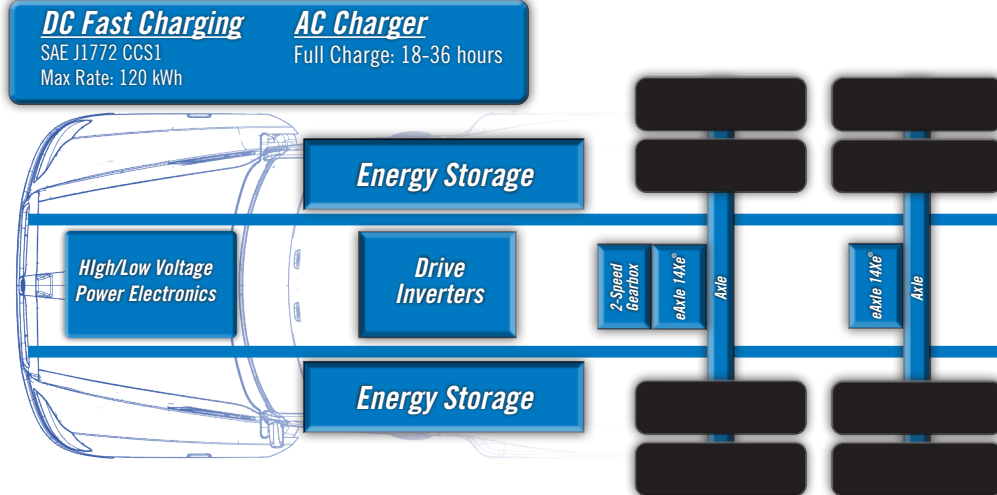 DC Fast Charging
SAE J1772 CCS1
Max Rate: 120 kWh
AC Charger
Full Charge: 18-36 hours
Energy Storage
HIgh/Low Voltage
Power Electronics
Drive
Inverters
2-Speed
Gearbox
eAxle 14Xe®
Axle
eAxle 14Xe®
Axle
Energy Storage